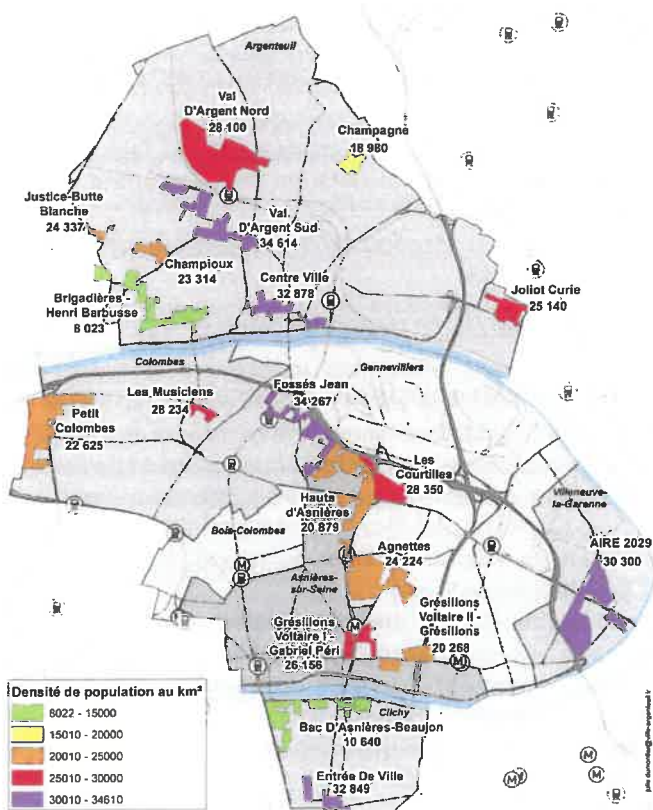 Argenteuil
Val
D'Argent Nord
28 100
Champagne
18 980
Justice-Butte
Blanche
24 337
Val
D'Argent Sud
34 614
Champioux
23 314
Centre Ville
32 878
Joliot Curie
25 140
Brigadières -
Henri Barbusse
8 023
Colombes
Gennevilliers
Les Musiciens
28 234
Fossés Jean
34 267
Petit
Colombes
22 625
Les
Courtilles
28 350
Villeneuve-
la-Garenne
Hauts
d'Asnières
20 879
Bois-Colombes
M
L
Agnettes
24 224
AIRE 2029
30 300
Asnières-
sur-Seine
M
Grésillons
Voltaire I -
Gabriel Péri
26 156
Grésillons
Voltaire II -
Grésillons
20 268
M
Densité de population au km²
8022 - 15000
15010 - 20000
20010 - 25000
25010 - 30000
30010 - 34610
Clichy
Bac D'Asnières-Beaujon
10 640
Entrée De Ville
32 849
M
M
M
M